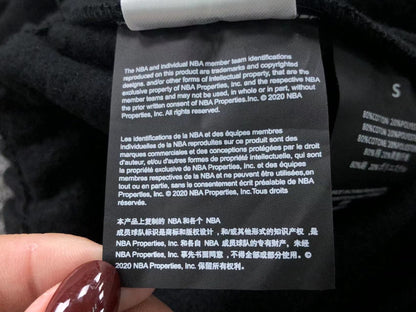 The NBA and individual NBA member team identifications
reproduced on this product are trademarks and copyrighted
designs. and/or other forms of intellectual property, that are the
exclusive property of NBA Properties,Inc. and the respective NBA
member teams and may not be used, in whole or in part, without
the prior written consent of NBA Properties,Inc. © 2020 NBA
Properties,Inc. All rights reserved.
Les identifications de la NBA et des équipes membres
individuelles de la NBA reproduites sur ce produit sont des
marques commerciales et des conceptions protégées par le droit
d'auteur, et/ou d'autres formes de propriété intellectuelle, qui sont
la propriété exclusive de NBA Properties, Inc. et des équipes
membres respectives de la NBA et ne peuvent être utilisées,en
tout ou en partie, sans le consentement écrit préalable de NBA
Properties,Inc. © 2020 NBA Properties,Inc.Tous droits
réservés.
本产品上复制的 NBA和各个 NBA
成员球队标识是商标和版权设计，和/或其他形式的知识产权，是
NBA Properties, Inc. 和各自 NBA 成员球队的专有财产，未经
NBA Properties, Inc. 事先书面同意，不得全部或部分使用。 ©
2020 NBA Properties, Inc. 保留所有权利。
S